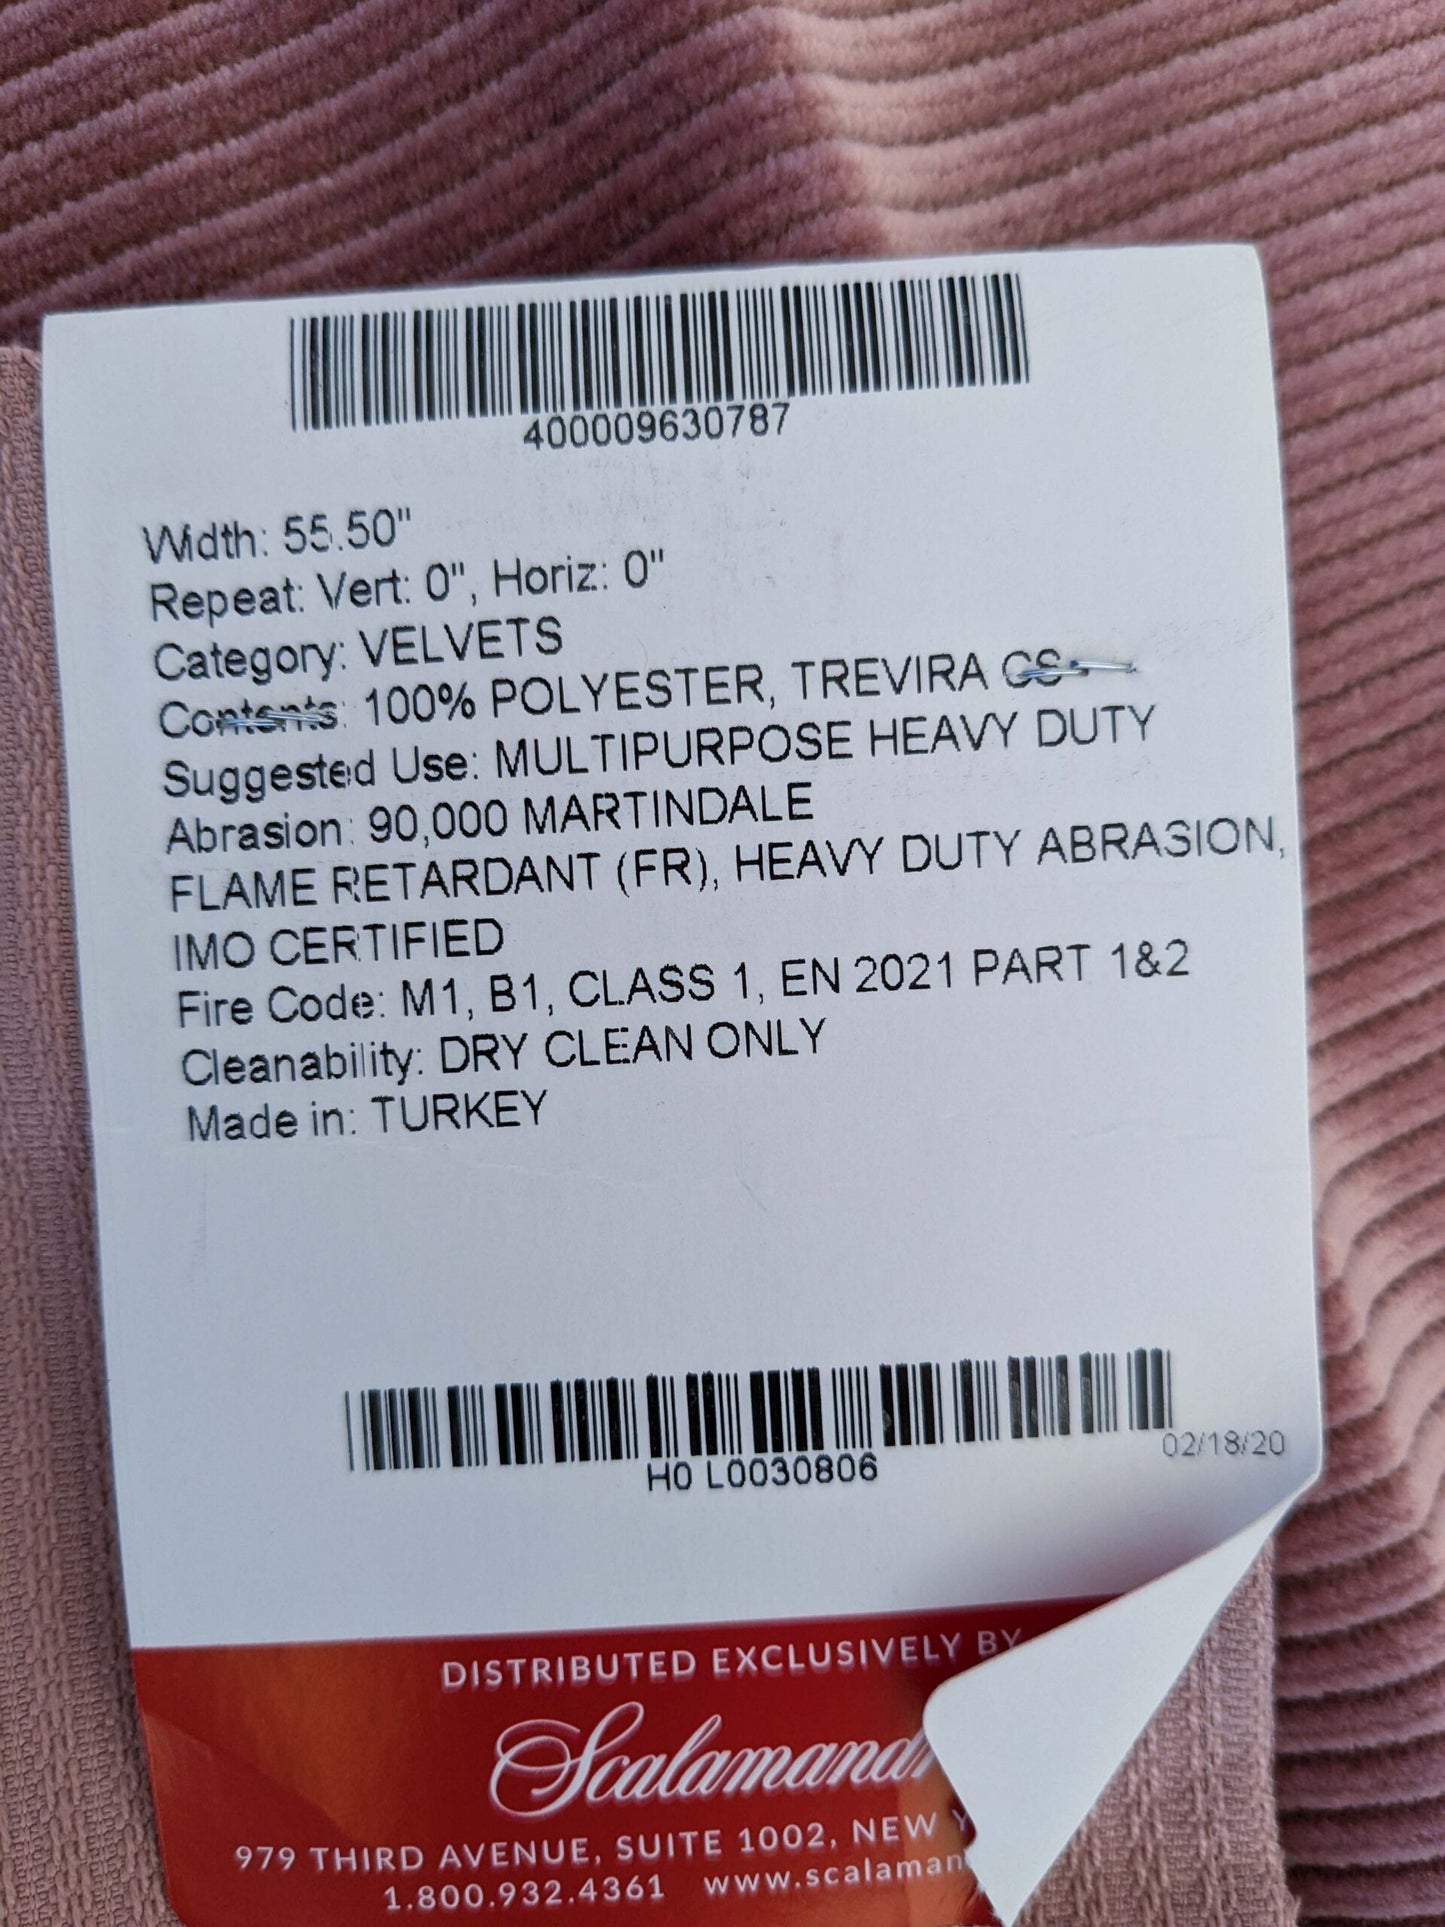 400009630787
Width: 55.50"
Repeat: Vert: 0", Horiz: 0"
Category: VELVETS
Contents: 100% POLYESTER, TREVIRA CS
Suggested Use: MULTIPURPOSE HEAVY DUTY
Abrasion: 90,000 MARTINDALE
FLAME RETARDANT (FR), HEAVY DUTY ABRASION,
IMO CERTIFIED
Fire Code: M1, B1, CLASS 1, EN 2021 PART 1&2
Cleanability: DRY CLEAN ONLY
Made in: TURKEY
02/18/20
H0 L0030806
DISTRIBUTED EXCLUSIVELY BY
Scalamand
979 THIRD AVENUE, SUITE 1002, NEW Y
1.800.932.4361 www.scalaman